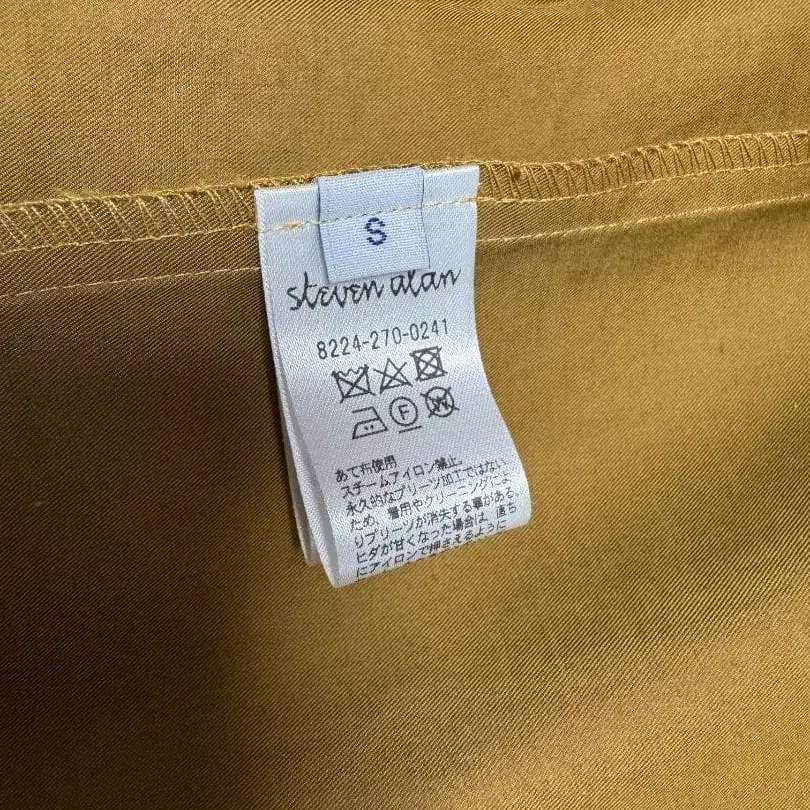 S
steven alan
8224-270-0241
F
W
あて布使用
スチームアイロン禁止。
永久的なプリーツ加工ではない
ため、着用やクリーニングによ
りプリーツが消失する事がある。
ヒダが甘くなった場合は、直ち
にアイロンで押さえるように